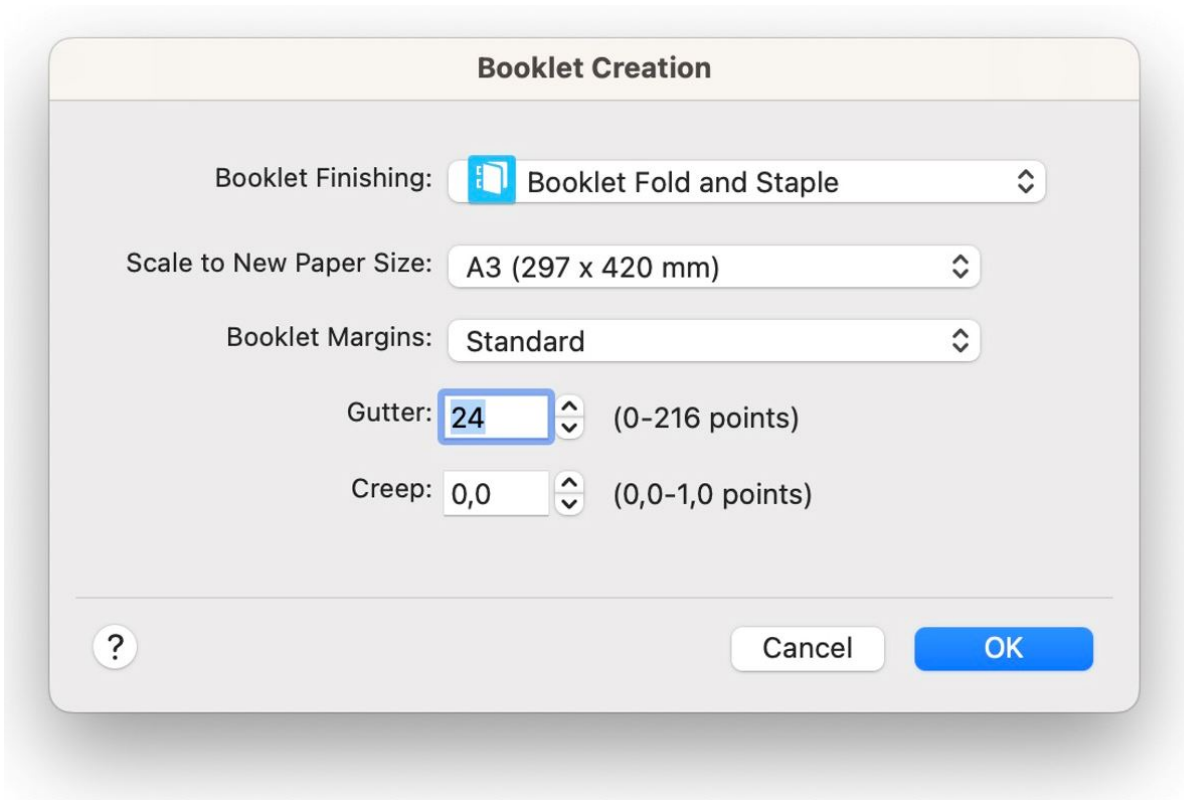 Booklet Creation
Booklet Finishing: Booklet Fold and Staple
Scale to New Paper Size: A3 (297 x 420 mm)
Booklet Margins: Standard
Gutter: 24 (0-216 points)
Creep: 0,0 (0,0-1,0 points)
? Cancel OK